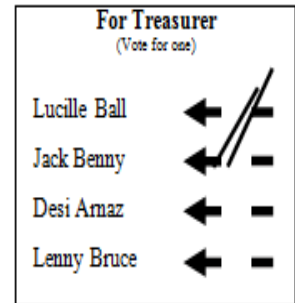 For Treasurer
(Vote for one)
Lucille Ball
Jack Benny
Desi Arnaz
Lenny Bruce